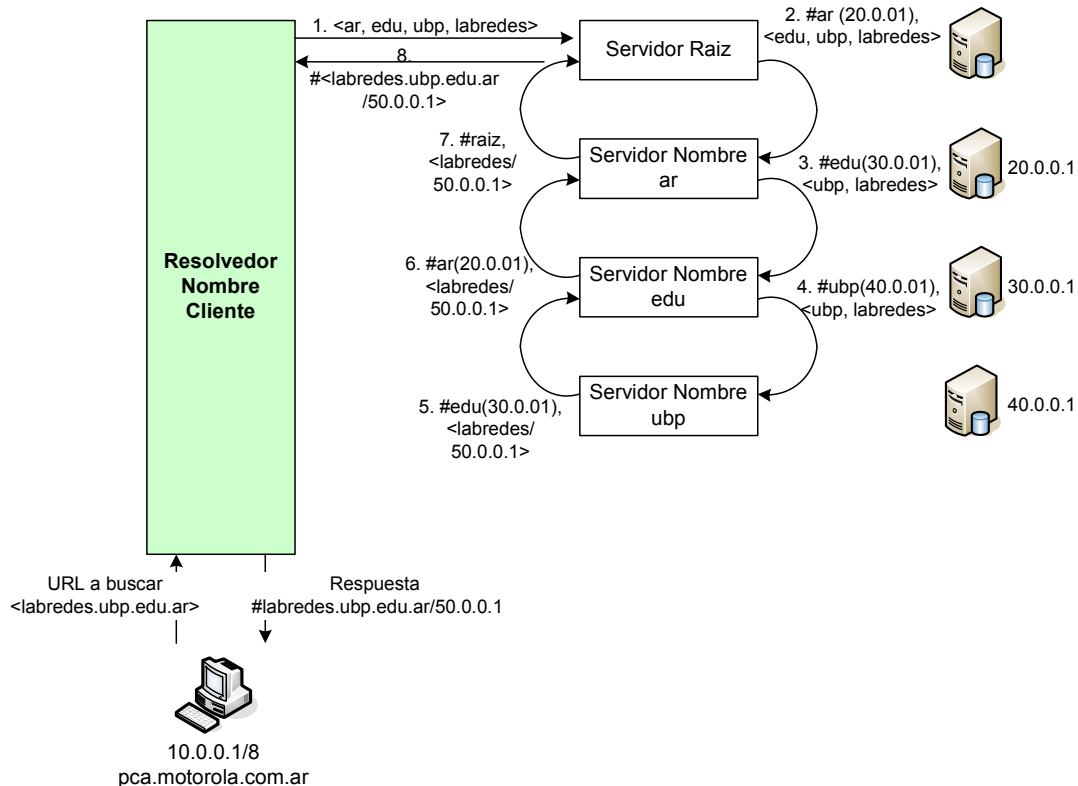 1. <ar, edu, ubp, labredes>
8.
#<labredes.ubp.edu.ar
/50.0.0.1>
Servidor Raiz
2. #ar (20.0.01),
<edu, ubp, labredes>
7. #raiz,
<labredes/
50.0.0.1>
Servidor Nombre
ar
3. #edu(30.0.01),
<ubp, labredes>
20.0.0.1
Resolvedor
Nombre
Cliente
6. #ar(20.0.01),
<labredes/
50.0.0.1>
Servidor Nombre
edu
4. #ubp(40.0.01),
<ubp, labredes>
30.0.0.1
5. #edu(30.0.01),
<labredes/
50.0.0.1>
Servidor Nombre
ubp
40.0.0.1
URL a buscar
<labredes.ubp.edu.ar>
Respuesta
#labredes.ubp.edu.ar/50.0.0.1
10.0.0.1/8
pca.motorola.com.ar